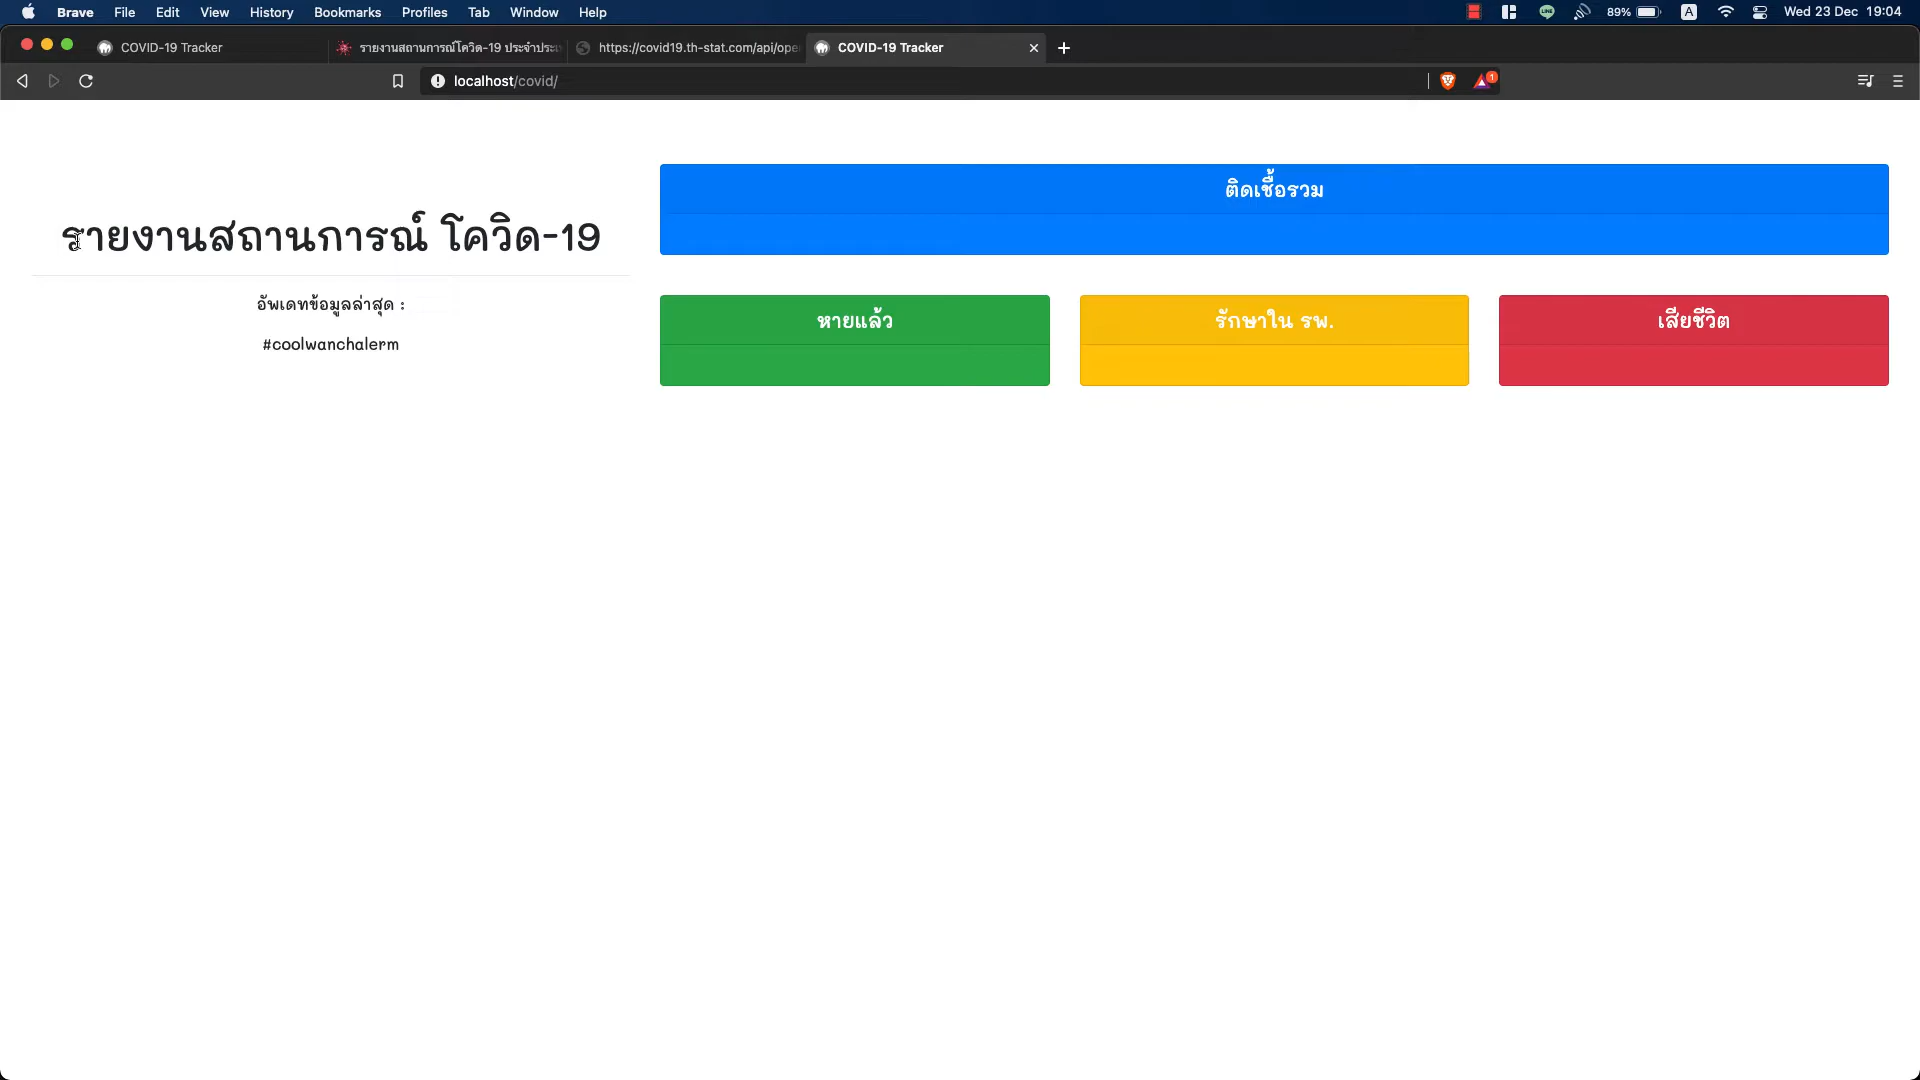 Brave File Edit View History Bookmarks Profiles Tab Window Help 89% A Wed 23 Dec 19:04
COVID-19 Tracker
รายงานสถานการณ์โควิด-19 ประจำประเ
https://covid19.th-stat.com/api/ope
COVID-19 Tracker
localhost/covid/
1
รายงานสถานการณ์ โควิด-19
อัพเดทข้อมูลล่าสุด :
#coolwanchalerm
ติดเชื้อรวม
หายแล้ว
รักษาใน รพ.
เสียชีวิต